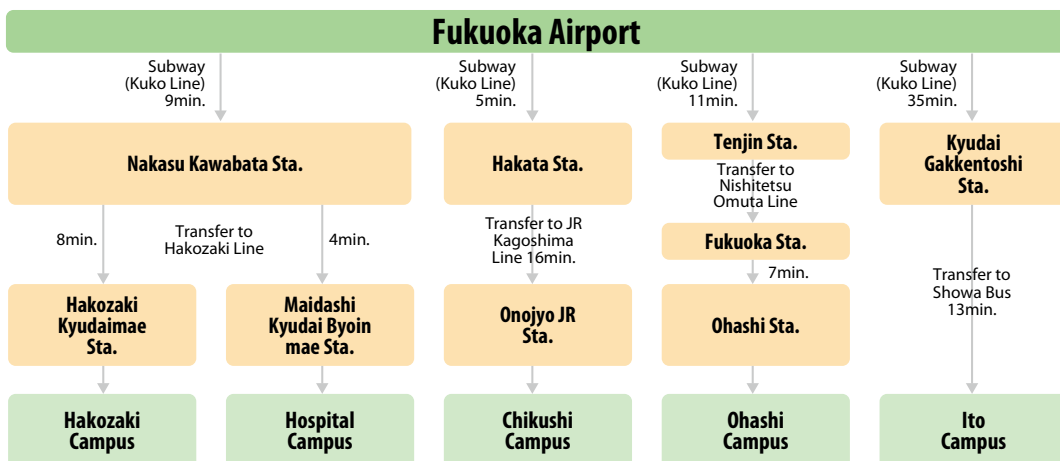 Fukuoka Airport
Subway
(Kuko Line)
9min.
Subway
(Kuko Line)
5min.
Subway
(Kuko Line)
11min.
Subway
(Kuko Line)
35min.
Nakasu Kawabata Sta.
Hakata Sta.
Tenjin Sta.
Kyudai
Gakkentoshi
Sta.
Transfer to
Nishitetsu
Omuta Line
8min.
Transfer to
Hakozaki Line
4min.
Transfer to JR
Kagoshima
Line 16min.
Fukuoka Sta.
7min.
Transfer to
Showa Bus
13min.
Hakozaki
Kyudaimae
Sta.
Maidashi
Kyudai Byoin
mae Sta.
Onojyo JR
Sta.
Ohashi Sta.
Hakozaki
Campus
Hospital
Campus
Chikushi
Campus
Ohashi
Campus
Ito
Campus